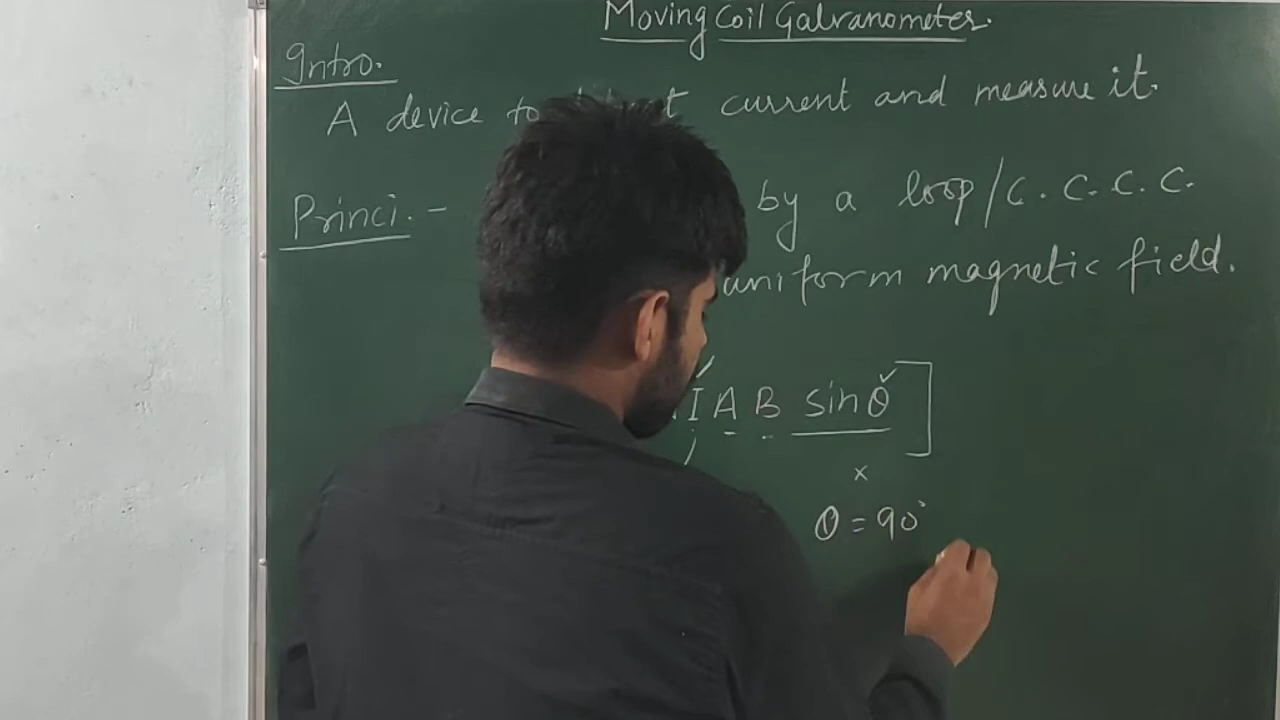 Moving Coil Galvanometer.
Intro.
A device to current and measure it.
Princi. - by a loop/C.C.C.C.
uniform magnetic field.
I A B sinθ ]
x
θ = 90°